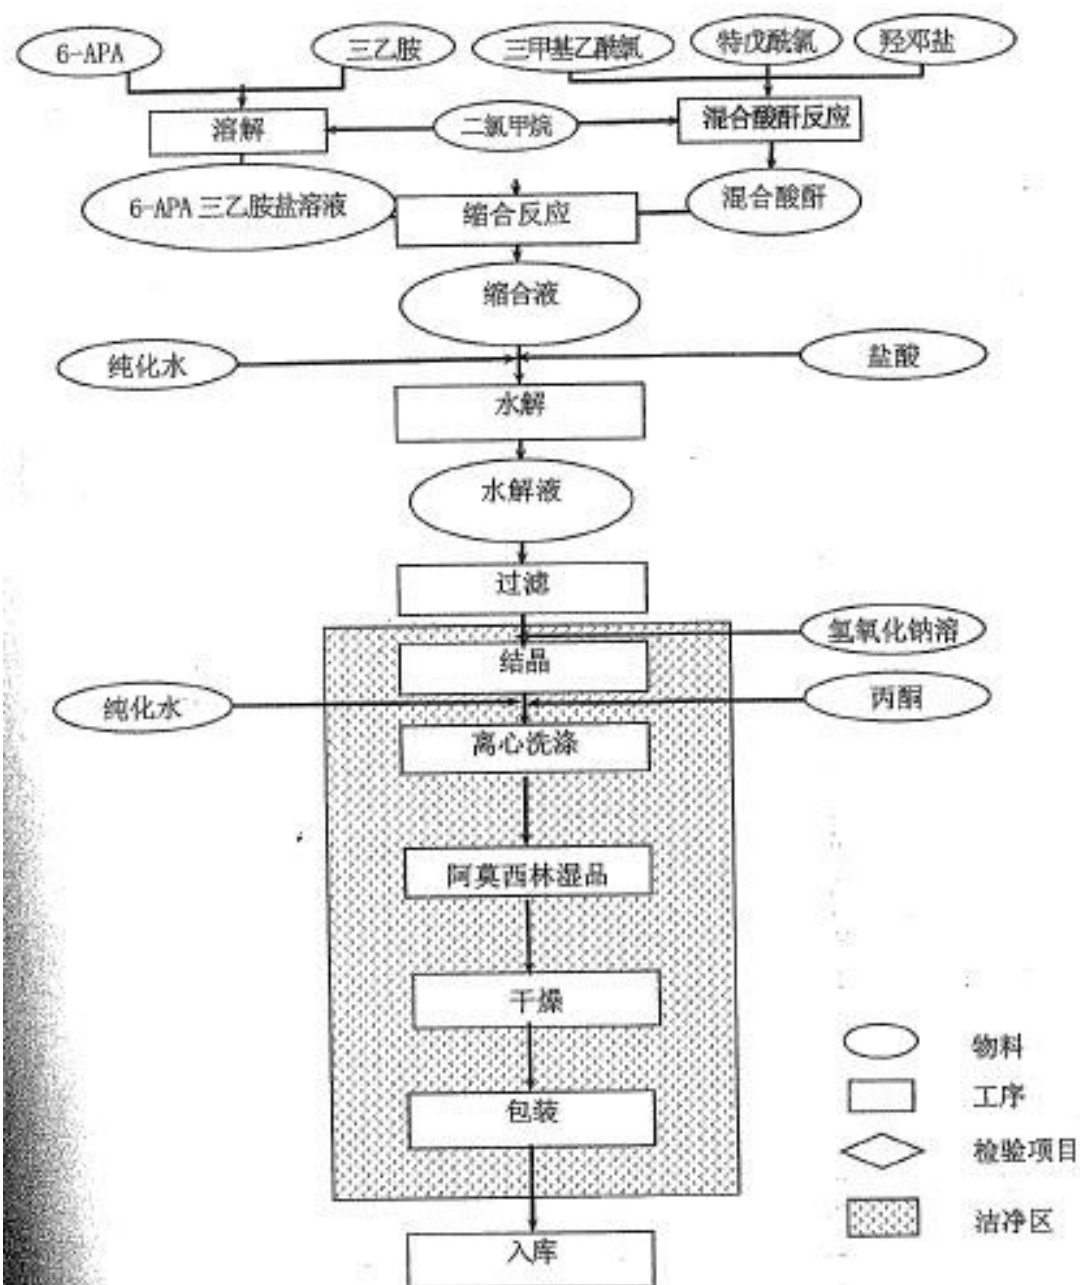 6-APA
三乙胺
三甲基乙酰氯
特戊酰氯
羟邓盐
溶解
二氯甲烷
混合酸酐反应
6-APA 三乙胺盐溶液
缩合反应
混合酸酐
缩合液
纯化水
盐酸
水解
水解液
过滤
氢氧化钠溶
结晶
纯化水
丙酮
离心洗涤
阿莫西林湿品
干燥
包装
入库
物料
工序
检验项目
洁净区